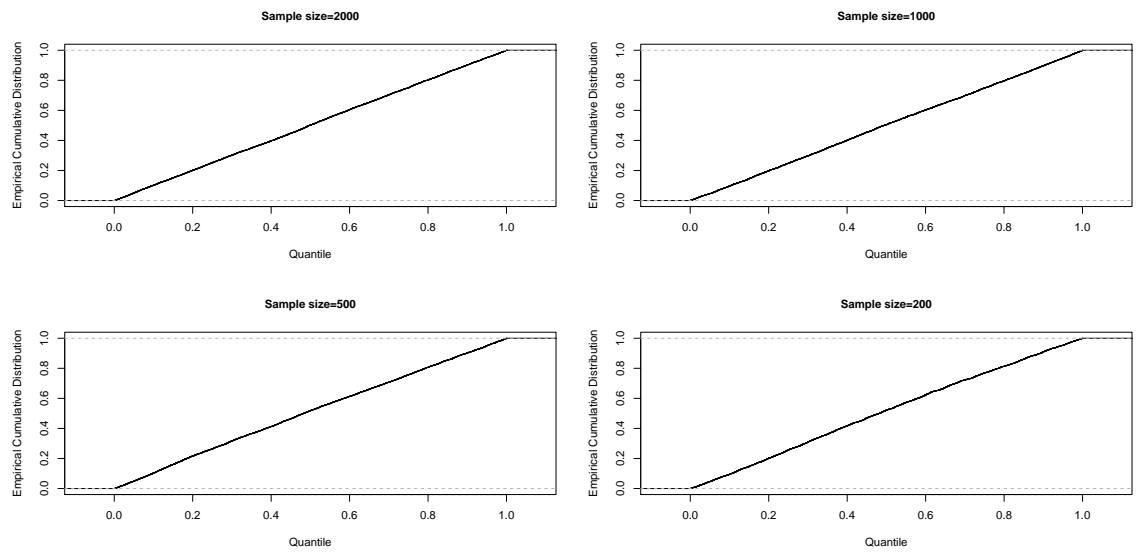 Sample size=2000
Empirical Cumulative Distribution
0.0 0.2 0.4 0.6 0.8 1.0
0.0 0.2 0.4 0.6 0.8 1.0
Quantile
Sample size=1000
Empirical Cumulative Distribution
0.0 0.2 0.4 0.6 0.8 1.0
0.0 0.2 0.4 0.6 0.8 1.0
Quantile
Sample size=500
Empirical Cumulative Distribution
0.0 0.2 0.4 0.6 0.8 1.0
0.0 0.2 0.4 0.6 0.8 1.0
Quantile
Sample size=200
Empirical Cumulative Distribution
0.0 0.2 0.4 0.6 0.8 1.0
0.0 0.2 0.4 0.6 0.8 1.0
Quantile